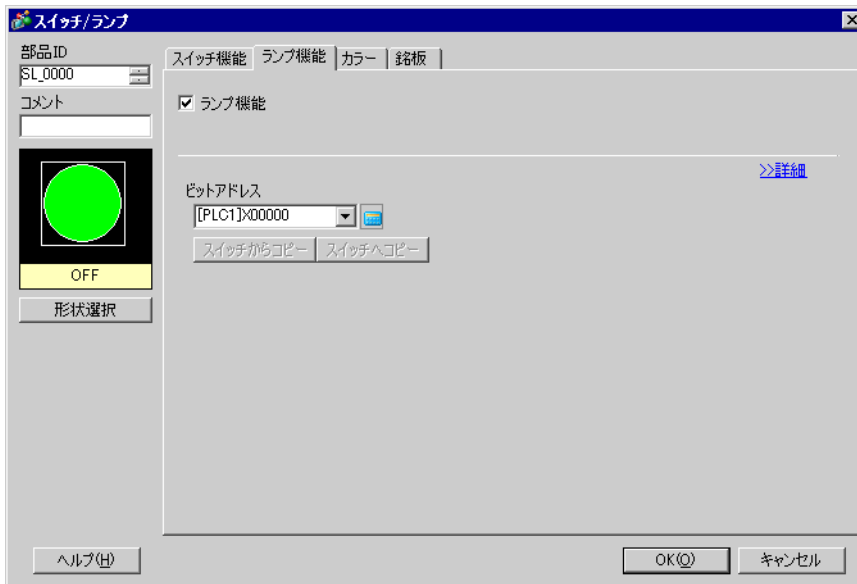 スイッチ/ランプ
部品ID
SL_0000
コメント
OFF
形状選択
スイッチ機能 ランプ機能 カラー 銘板
ランプ機能
>>詳細
ビットアドレス
[PLC1]X00000
スイッチからコピー スイッチへコピー
ヘルプ(H) OK(O) キャンセル